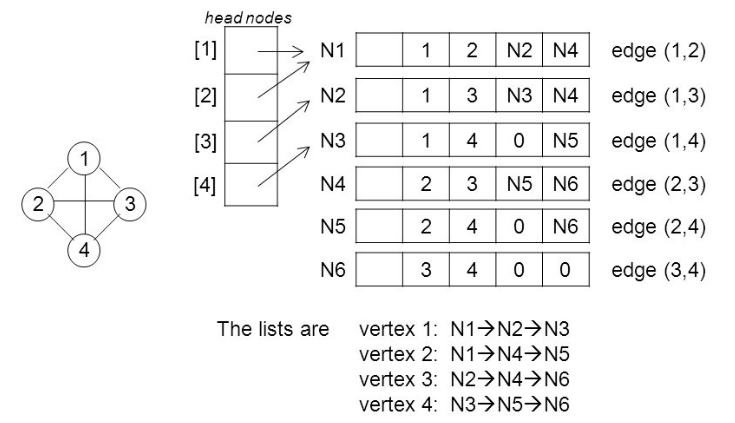 head nodes
[1] N1 1 2 N2 N4 edge (1,2)
[2] N2 1 3 N3 N4 edge (1,3)
[3] N3 1 4 0 N5 edge (1,4)
[4] N4 2 3 N5 N6 edge (2,3)
N5 2 4 0 N6 edge (2,4)
N6 3 4 0 0 edge (3,4)
1
2 3
4
The lists are vertex 1: N1→N2→N3
vertex 2: N1→N4→N5
vertex 3: N2→N4→N6
vertex 4: N3→N5→N6